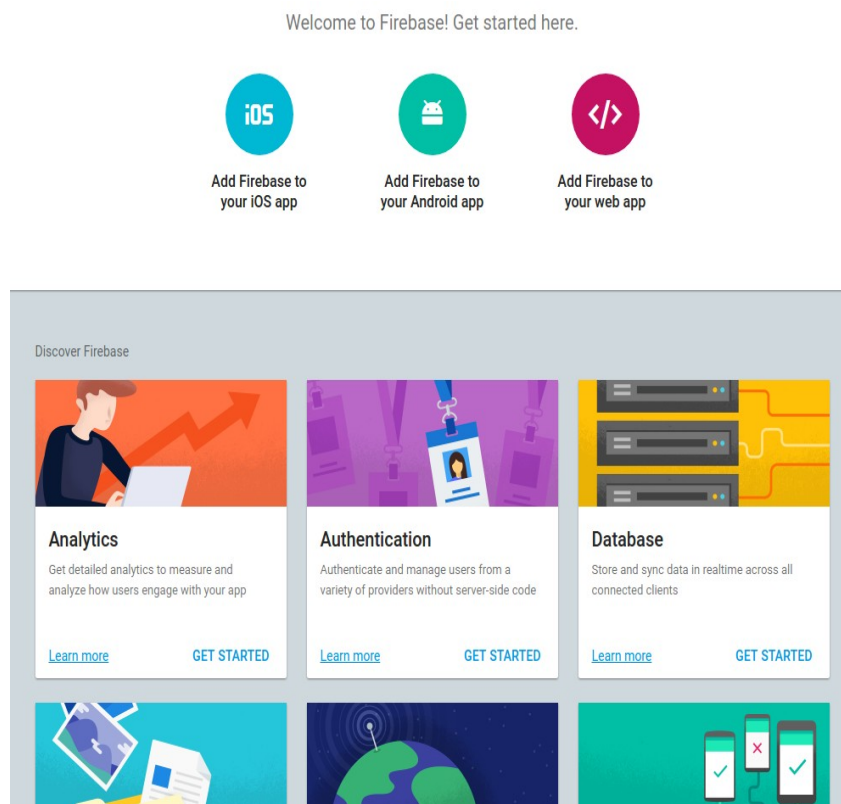 Welcome to Firebase! Get started here.
iOS
Add Firebase to
your iOS app
Add Firebase to
your Android app
</>
Add Firebase to
your web app
Discover Firebase
Analytics
Get detailed analytics to measure and
analyze how users engage with your app
Learn more
GET STARTED
Authentication
Authenticate and manage users from a
variety of providers without server-side code
Learn more
GET STARTED
Database
Store and sync data in realtime across all
connected clients
Learn more
GET STARTED